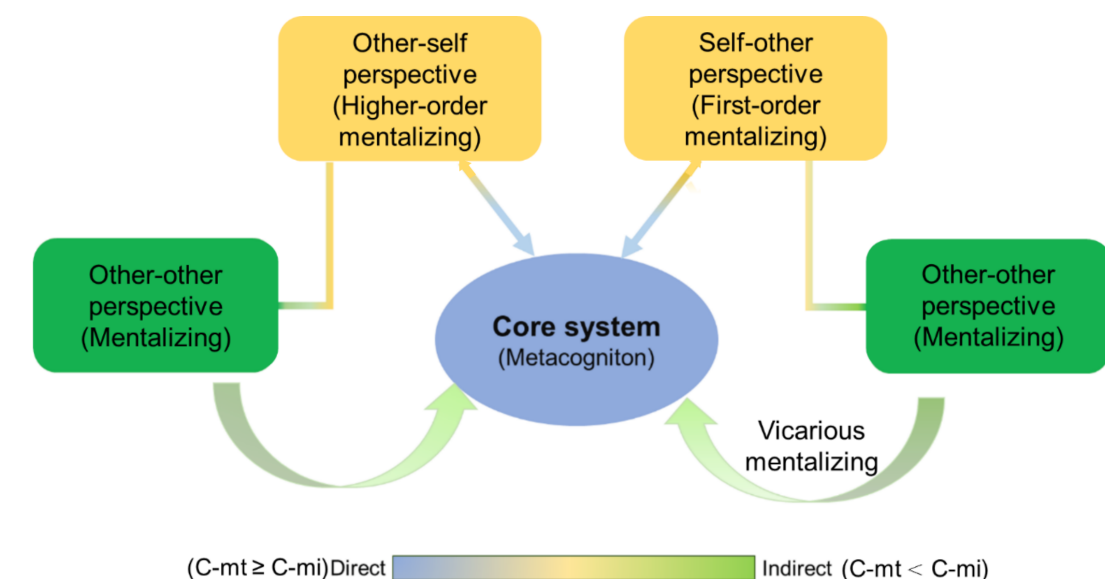 Other-self
perspective
(Higher-order
mentalizing)
Self-other
perspective
(First-order
mentalizing)
Other-other
perspective
(Mentalizing)
Core system
(Metacogniton)
Other-other
perspective
(Mentalizing)
Vicarious
mentalizing
(C-mt ≥ C-mi) Direct
Indirect (C-mt < C-mi)